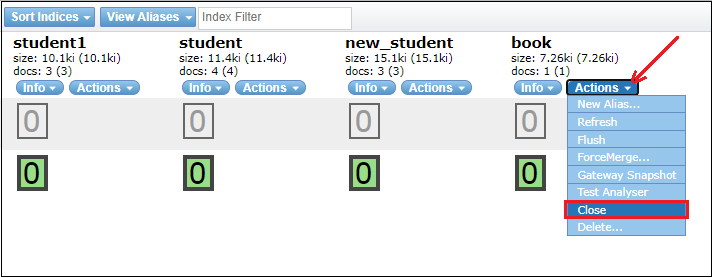 Sort Indices View Aliases Index Filter
student1 student new_student book
size: 10.1ki (10.1ki) size: 11.4ki (11.4ki) size: 15.1ki (15.1ki) size: 7.26ki (7.26ki)
docs: 3 (3) docs: 4 (4) docs: 3 (3) docs: 1 (1)
Info Actions Info Actions Info Actions Info Actions
0 0 0 0
0 0 0 0
New Alias...
Refresh
Flush
ForceMerge...
Gateway Snapshot
Test Analyser
Close
Delete...